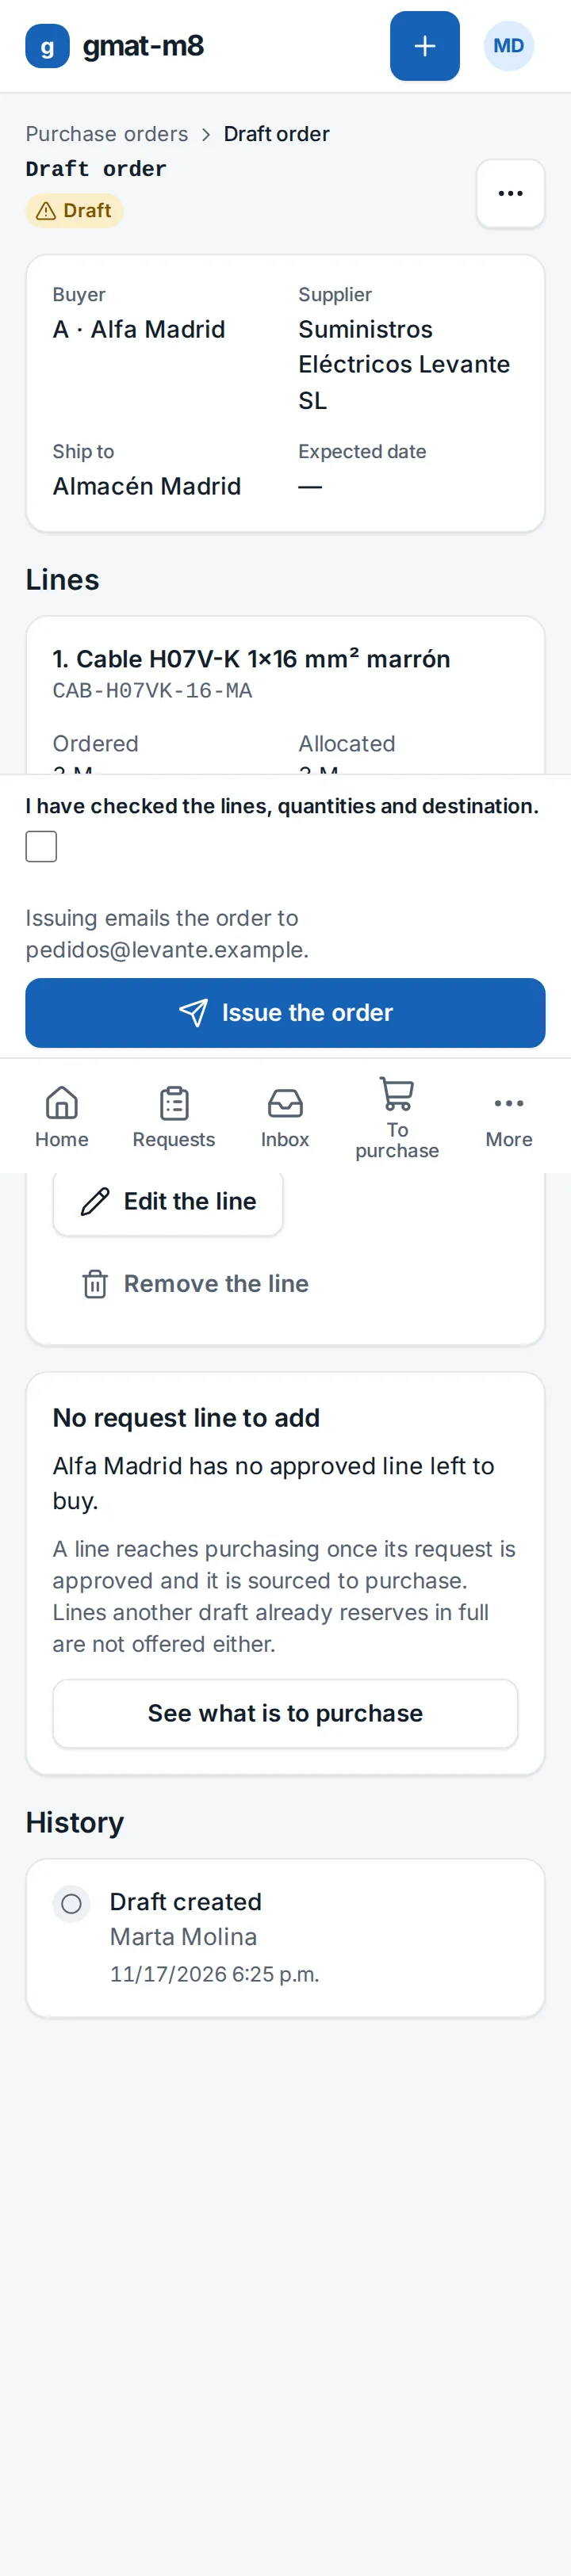 g gmat-m8 MD
Purchase orders > Draft order
Draft order
Draft
Buyer
A · Alfa Madrid
Supplier
Suministros
Eléctricos Levante
SL
Ship to
Almacén Madrid
Expected date
—
Lines
1. Cable H07V-K 1×16 mm² marrón
CAB-H07VK-16-MA
Ordered
Allocated
I have checked the lines, quantities and destination.
Issuing emails the order to
pedidos@levante.example.
Issue the order
Home
Requests
Inbox
To
purchase
More
Edit the line
Remove the line
No request line to add
Alfa Madrid has no approved line left to
buy.
A line reaches purchasing once its request is
approved and it is sourced to purchase.
Lines another draft already reserves in full
are not offered either.
See what is to purchase
History
Draft created
Marta Molina
11/17/2026 6:25 p.m.